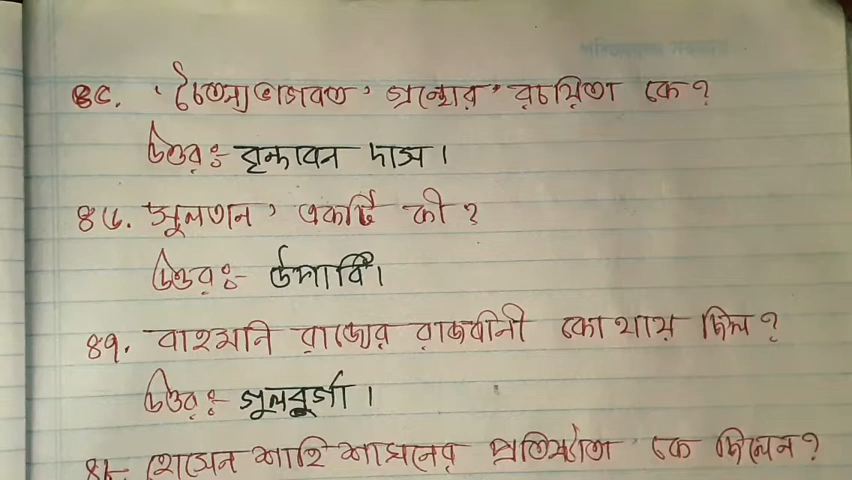 ৪৫. 'চৈতন্যভাগবত' গ্রন্থের' রচয়িতা কে?
উত্তর:- বৃন্দাবন দাস।
৪৬. সুলতান' একটি কী?
উত্তর:- উপাধি।
৪৭. বাহমনি রাজ্যের রাজধানী কোথায় ছিল?
উত্তর:- গুলবুর্গা।
৪৮ হোসেন শাহি শাসনের প্রতিষ্ঠাতা কে ছিলেন?